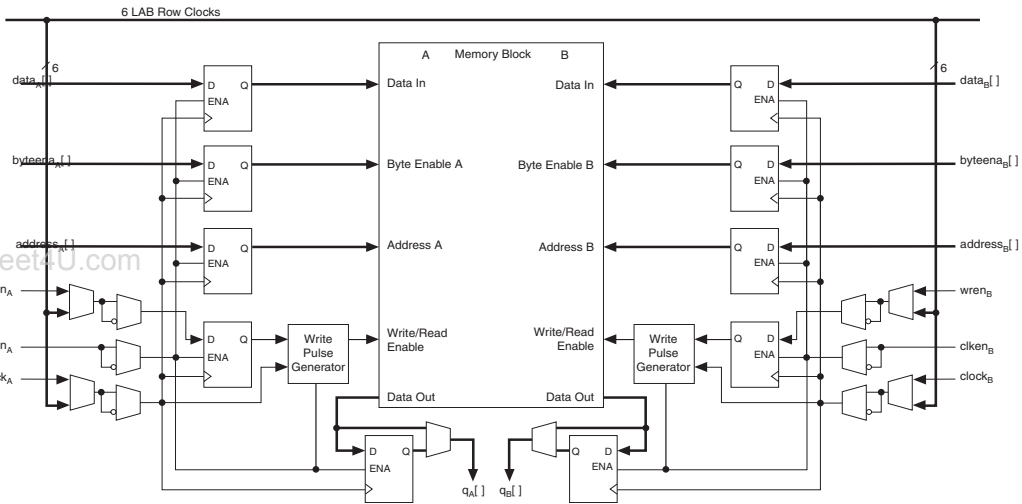 6 LAB Row Clocks
6
6
A Memory Block B
data_A[ ]
D Q
ENA
Data In
Data In
Q D
ENA
data_B[ ]
byteena_A[ ]
D Q
ENA
Byte Enable A
Byte Enable B
Q D
ENA
byteena_B[ ]
address_A[ ]
D Q
ENA
Address A
Address B
Q D
ENA
address_B[ ]
eet4U.com
n_A
wren_B
D Q
ENA
Write
Pulse
Generator
Write/Read
Enable
Write/Read
Enable
Write
Pulse
Generator
Q D
ENA
n_A
clken_B
k_A
clock_B
Data Out
Data Out
D Q
ENA
q_A[ ]
q_B[ ]
Q D
ENA